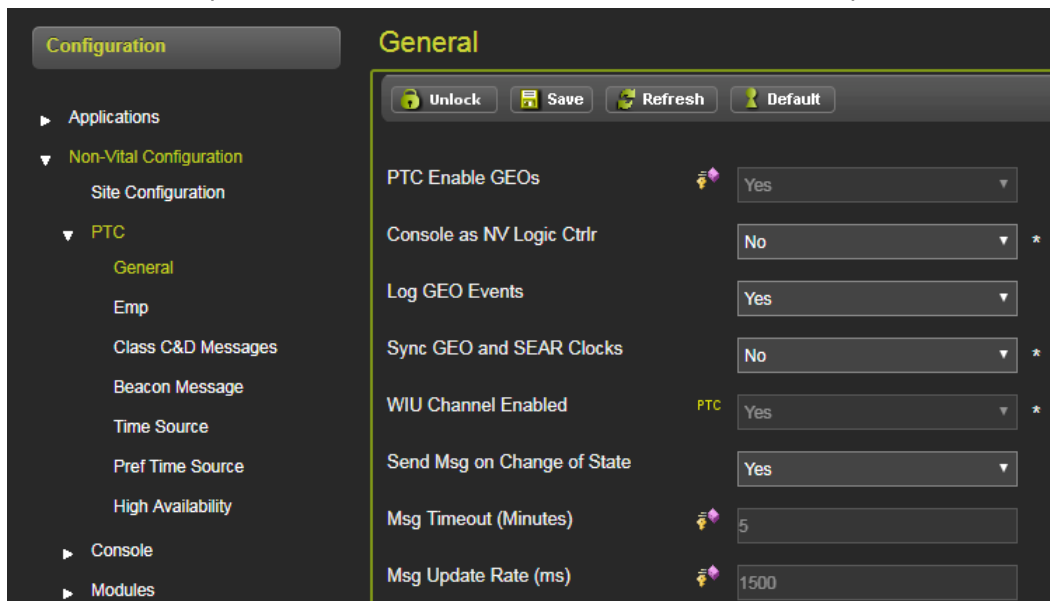 Configuration
Applications
Non-Vital Configuration
Site Configuration
PTC
General
Emp
Class C&D Messages
Beacon Message
Time Source
Pref Time Source
High Availability
Console
Modules
General
Unlock Save Refresh Default
PTC Enable GEOs Yes
Console as NV Logic Ctrlr No *
Log GEO Events Yes
Sync GEO and SEAR Clocks No *
WIU Channel Enabled PTC Yes *
Send Msg on Change of State Yes
Msg Timeout (Minutes) 5
Msg Update Rate (ms) 1500